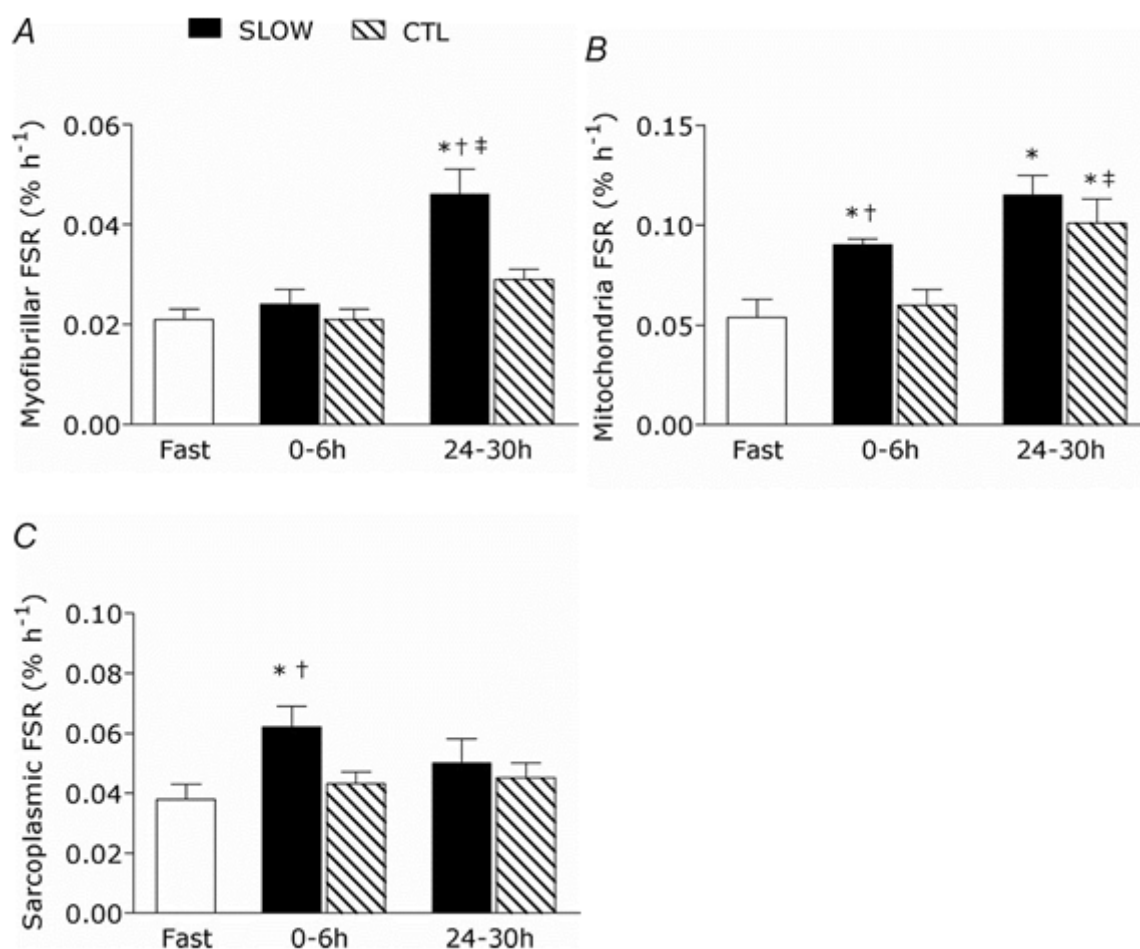 A
SLOW CTL
Myofibrillar FSR (% h⁻¹)
0.06
0.04
0.02
0.00
*†‡
Fast 0-6h 24-30h
B
Mitochondria FSR (% h⁻¹)
0.15
0.10
0.05
0.00
*†
*
*‡
Fast 0-6h 24-30h
C
Sarcoplasmic FSR (% h⁻¹)
0.10
0.08
0.06
0.04
0.02
0.00
* †
Fast 0-6h 24-30h